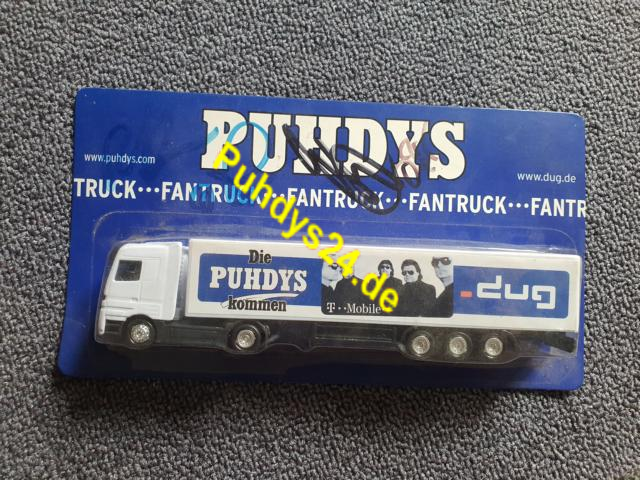 PUHDYS
www.puhdys.com
www.dug.de
TRUCK•••FANTRUCK•••FANTRUCK•••FANTRUCK•••FANTR
Puhdys24.de
Die
PUHDYS
kommen
T··Mobile·
dug